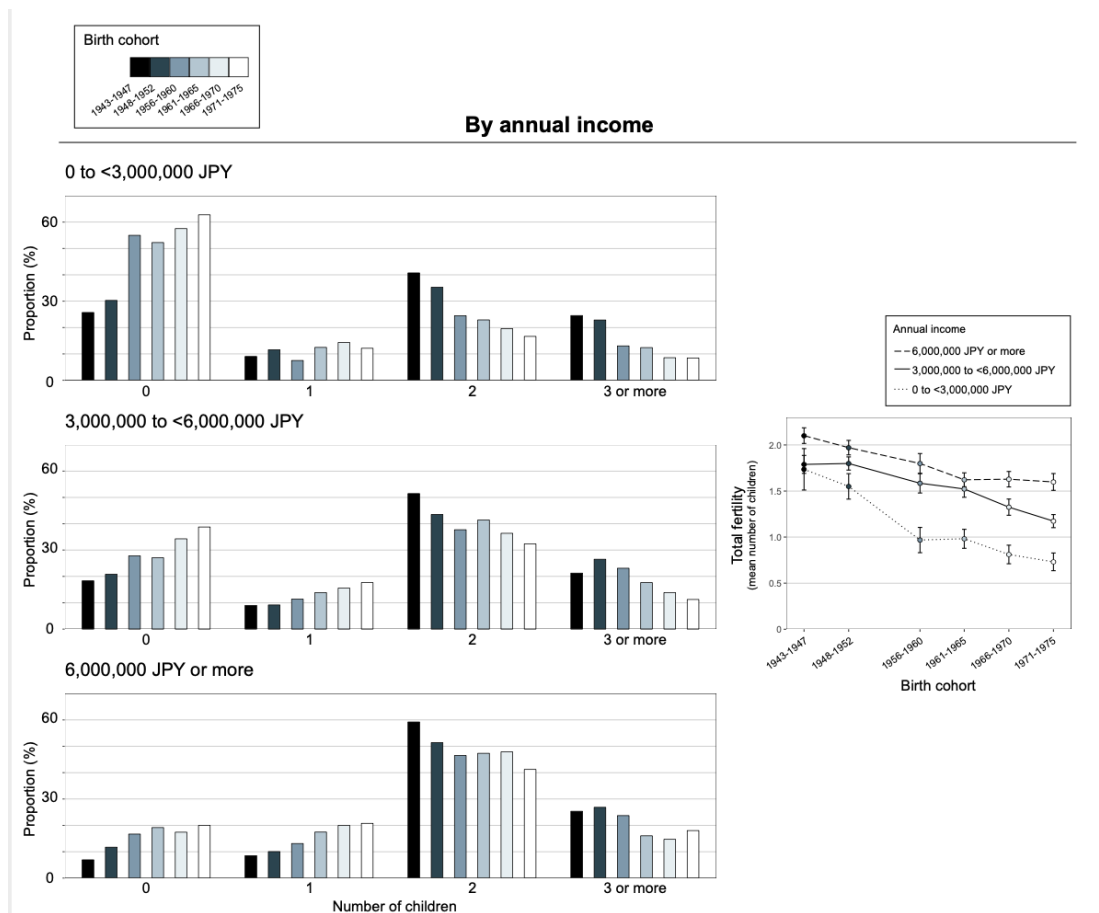 Birth cohort
1943-1947
1948-1952
1956-1960
1961-1965
1966-1970
1971-1975
By annual income
0 to <3,000,000 JPY
Proportion (%)
60
30
0
0 1 2 3 or more
3,000,000 to <6,000,000 JPY
Proportion (%)
60
30
0
0 1 2 3 or more
6,000,000 JPY or more
Proportion (%)
60
30
0
0 1 2 3 or more
Number of children
Annual income
6,000,000 JPY or more
3,000,000 to <6,000,000 JPY
0 to <3,000,000 JPY
Total fertility
(mean number of children)
2.0
1.5
1.0
0.5
0
1943-1947
1948-1952
1956-1960
1961-1965
1966-1970
1971-1975
Birth cohort